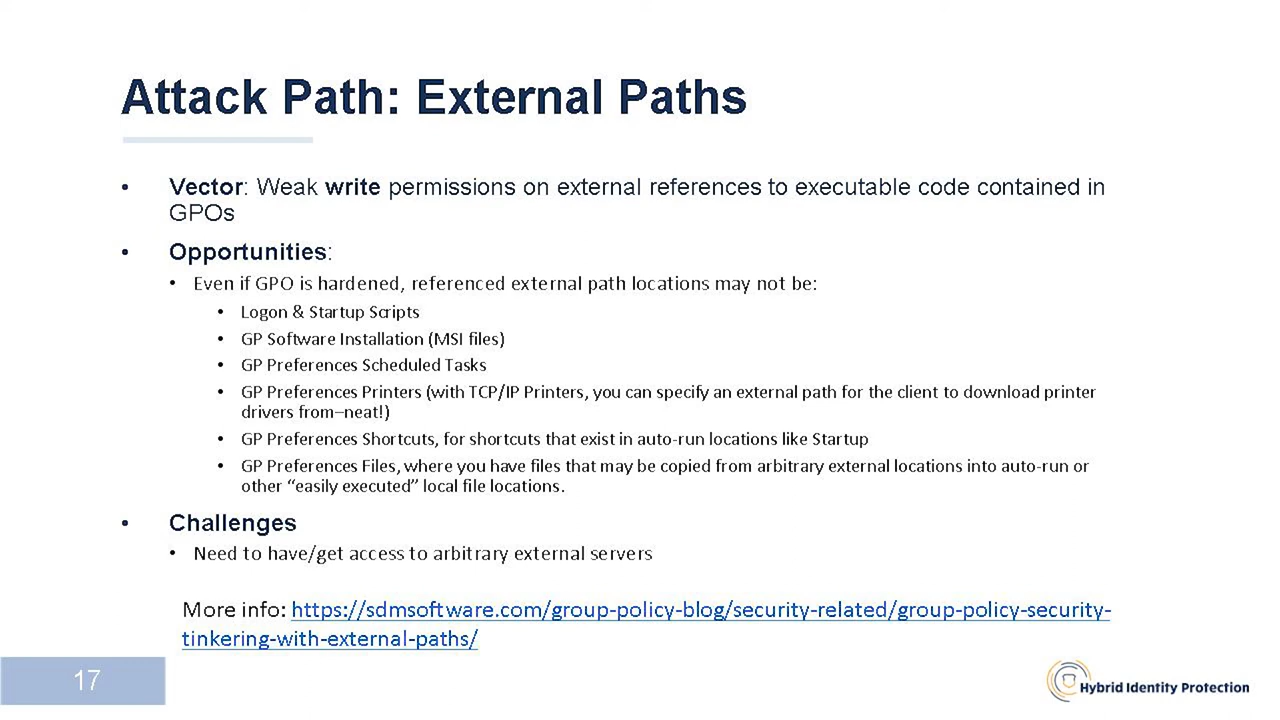 Attack Path: External Paths
• Vector: Weak write permissions on external references to executable code contained in
GPOs
• Opportunities:
• Even if GPO is hardened, referenced external path locations may not be:
• Logon & Startup Scripts
• GP Software Installation (MSI files)
• GP Preferences Scheduled Tasks
• GP Preferences Printers (with TCP/IP Printers, you can specify an external path for the client to download printer
drivers from–neat!)
• GP Preferences Shortcuts, for shortcuts that exist in auto-run locations like Startup
• GP Preferences Files, where you have files that may be copied from arbitrary external locations into auto-run or
other “easily executed” local file locations.
• Challenges
• Need to have/get access to arbitrary external servers
More info: https://sdmsoftware.com/group-policy-blog/security-related/group-policy-security-
tinkering-with-external-paths/
17
Hybrid Identity Protection